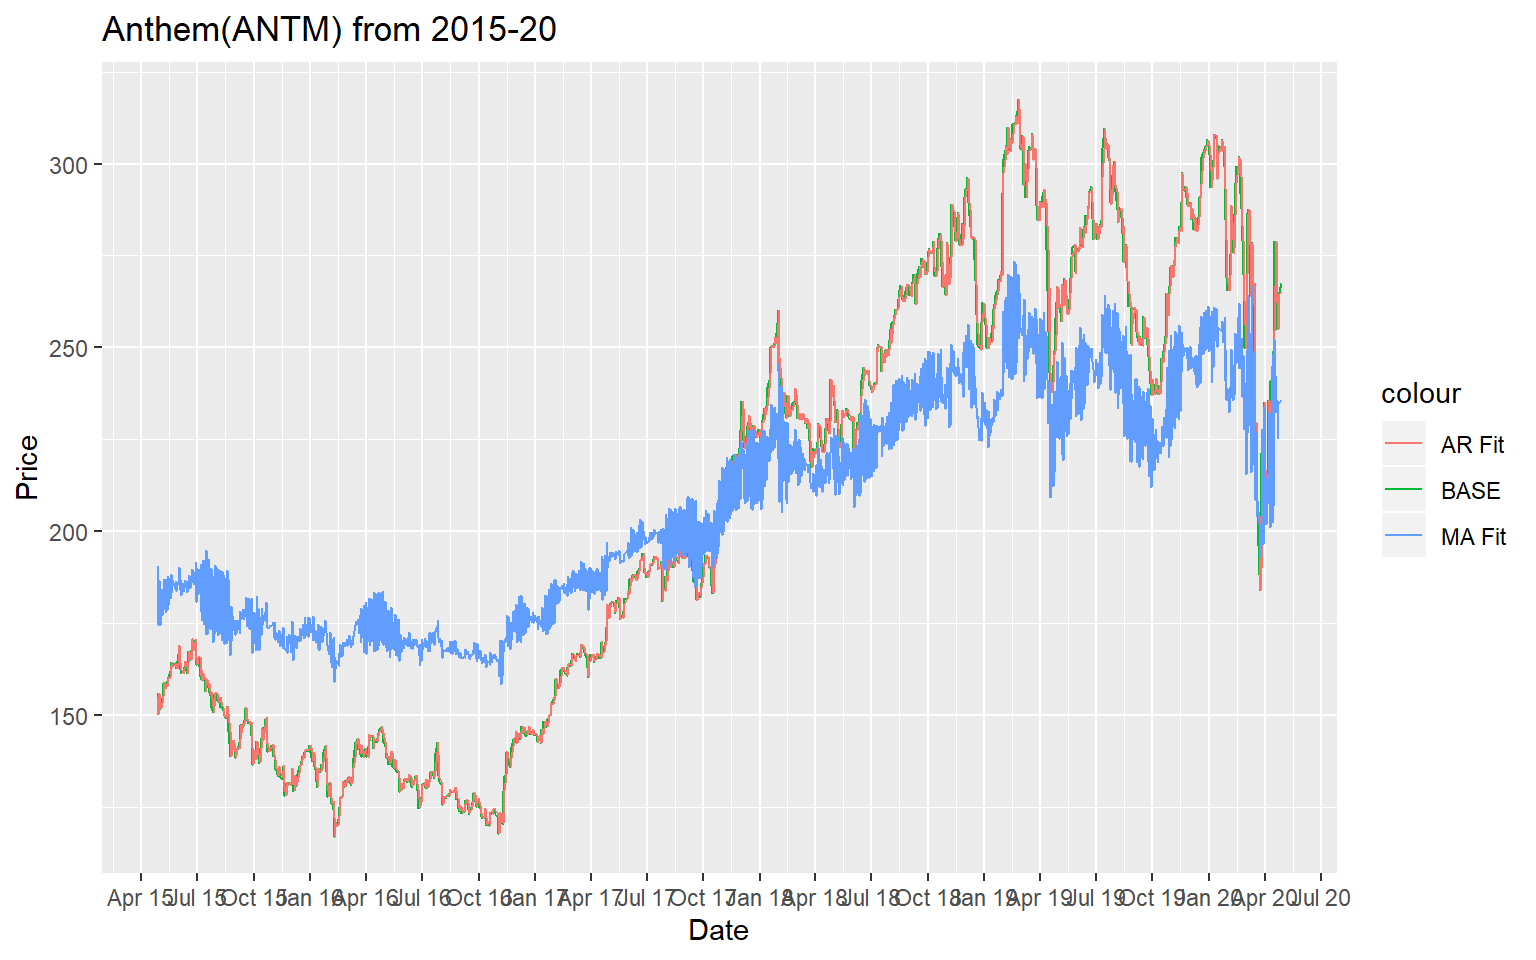 Anthem(ANTM) from 2015-20
Price
300
250
200
150
Apr 15 Jul 15 Oct 15 Jan 16 Apr 16 Jul 16 Oct 16 Jan 17 Apr 17 Jul 17 Oct 17 Jan 18 Apr 18 Jul 18 Oct 18 Jan 19 Apr 19 Jul 19 Oct 19 Jan 20 Apr 20 Jul 20
Date
colour
AR Fit
BASE
MA Fit